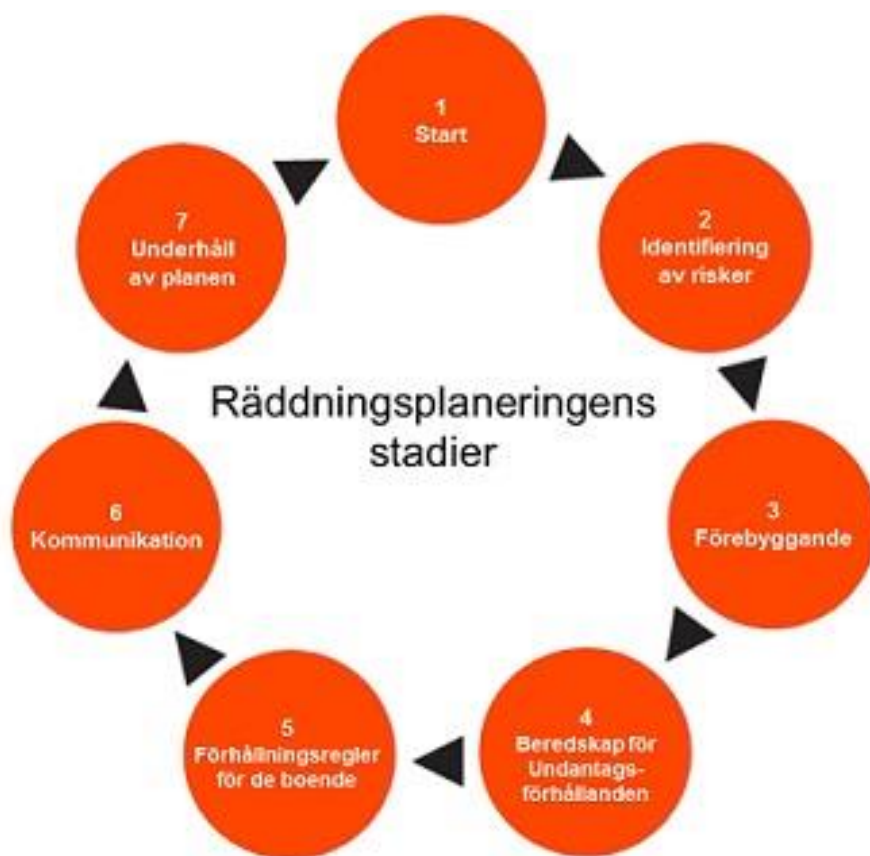 1
Start
2
Identifiering
av risker
3
Förebyggande
4
Beredskap för
Undantags-
förhållanden
5
Förhållningsregler
för de boende
6
Kommunikation
7
Underhåll
av planen
Räddningsplaneringens
stadier